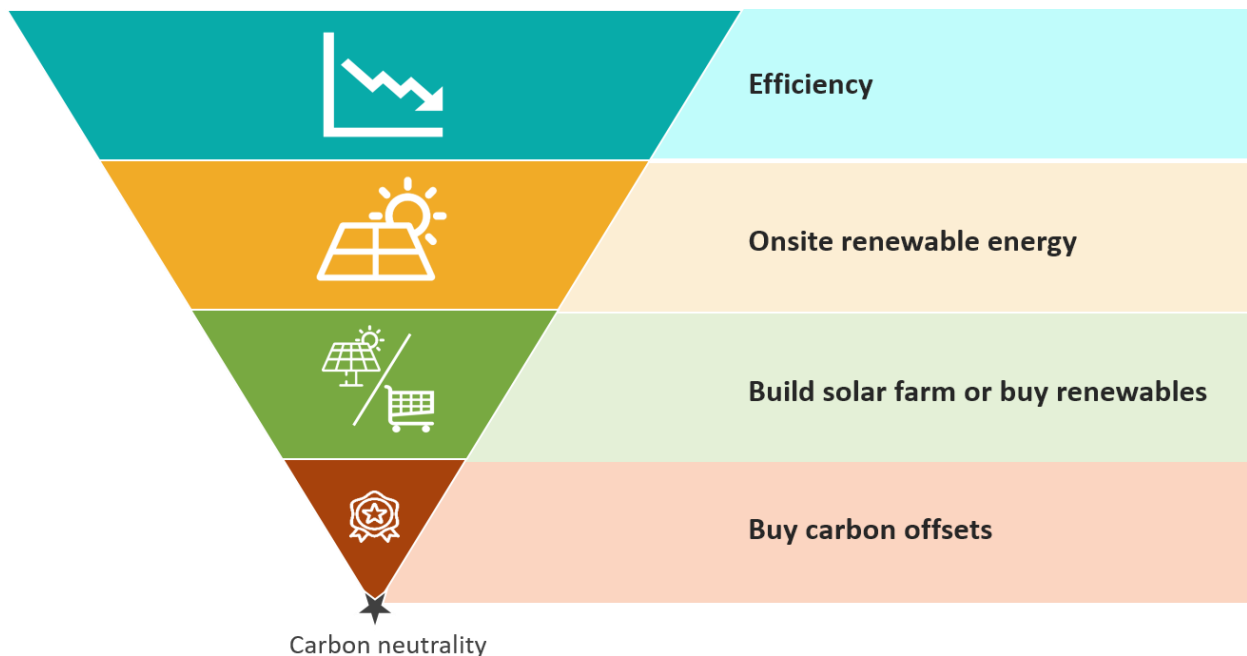 Efficiency
Onsite renewable energy
Build solar farm or buy renewables
Buy carbon offsets
Carbon neutrality